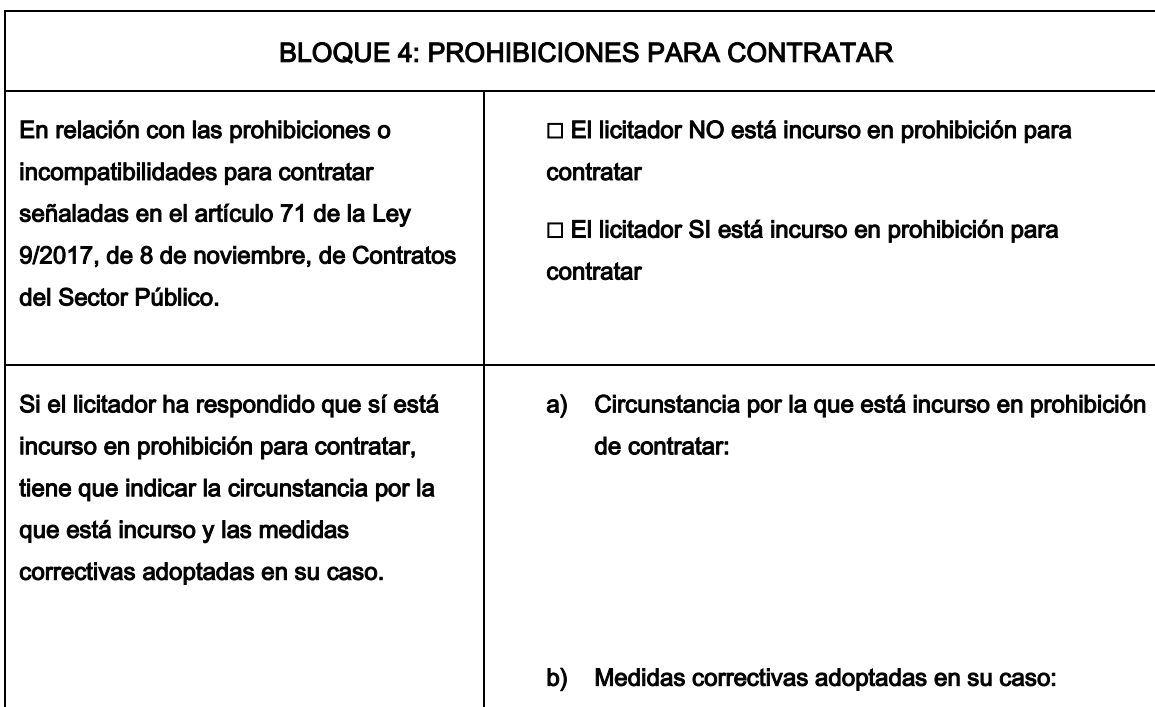 BLOQUE 4: PROHIBICIONES PARA CONTRATAR
En relación con las prohibiciones o
incompatibilidades para contratar
señaladas en el artículo 71 de la Ley
9/2017, de 8 de noviembre, de Contratos
del Sector Público.
□ El licitador NO está incurso en prohibición para
contratar
□ El licitador SI está incurso en prohibición para
contratar
Si el licitador ha respondido que sí está
incurso en prohibición para contratar,
tiene que indicar la circunstancia por la
que está incurso y las medidas
correctivas adoptadas en su caso.
a) Circunstancia por la que está incurso en prohibición
de contratar:
b) Medidas correctivas adoptadas en su caso: